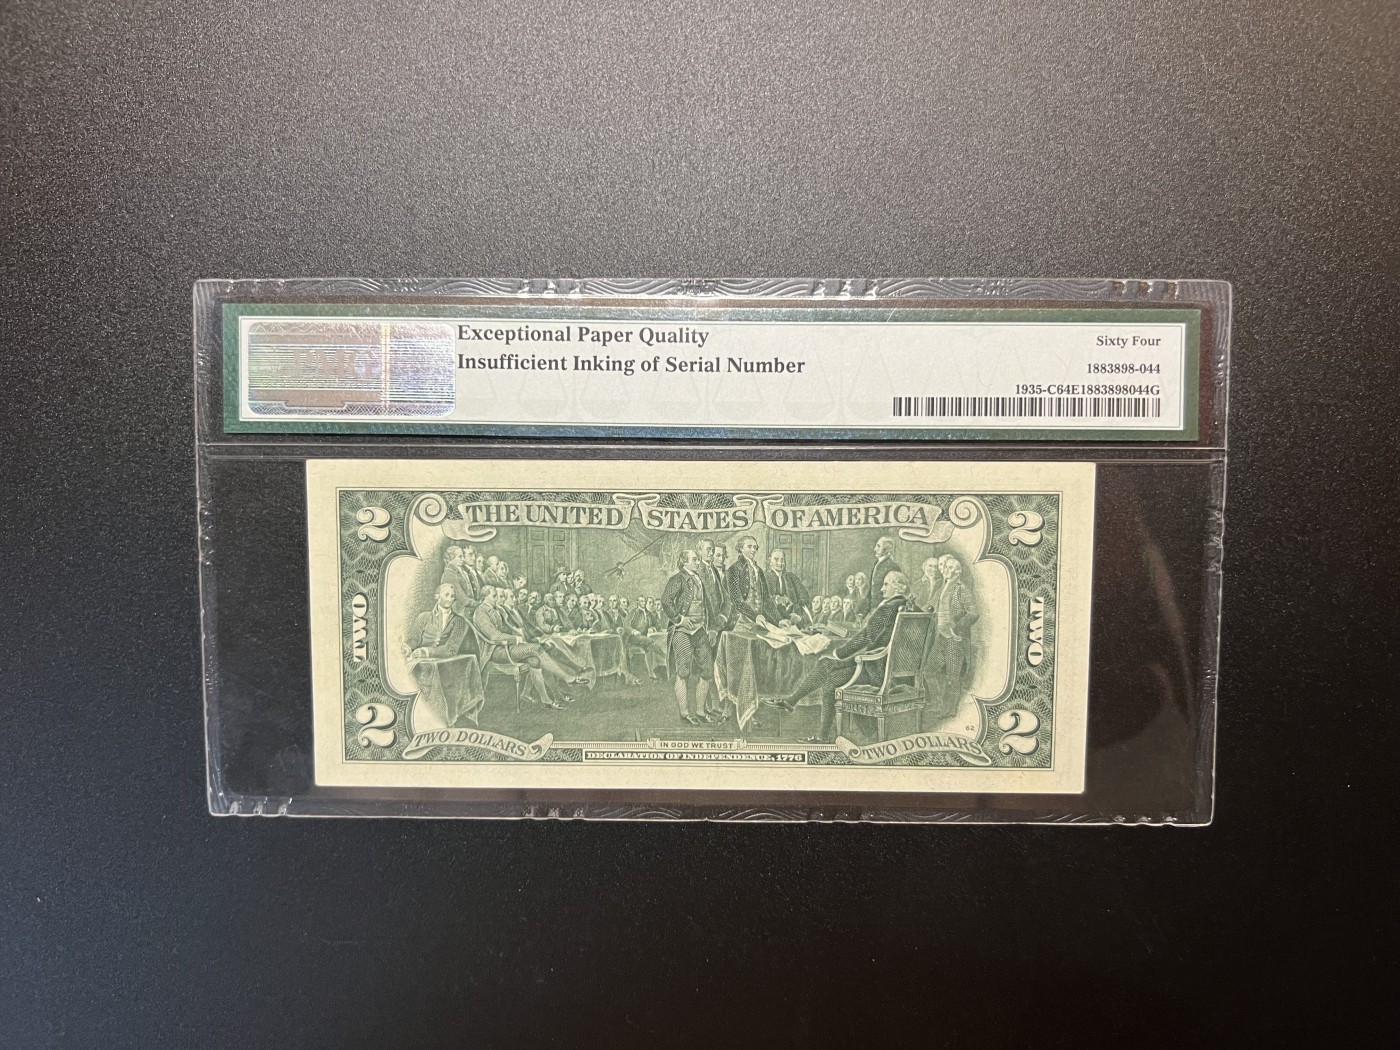 Exceptional Paper Quality
Insufficient Inking of Serial Number
Sixty Four
1883898-044
1935-C64E1883898044G
PMG
2 THE UNITED STATES OF AMERICA 2
TWO
TWO
2 TWO DOLLARS
IN GOD WE TRUST
DECLARATION OF INDEPENDENCE, 1776
62
TWO DOLLARS 2